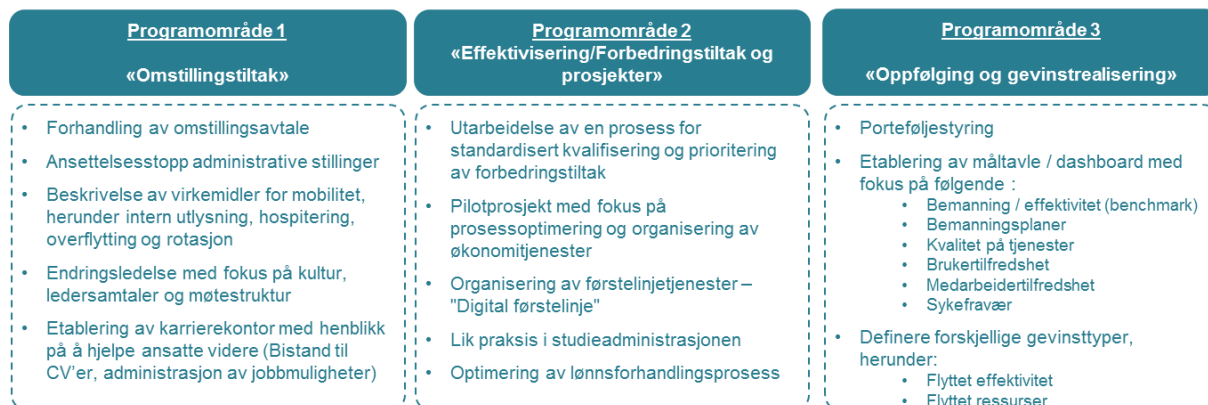 Programområde 1
«Omstillingstiltak»
• Forhandling av omstillingsavtale
• Ansettelsesstopp administrative stillinger
• Beskrivelse av virkemidler for mobilitet,
herunder intern utlysning, hospitering,
overflytting og rotasjon
• Endringsledelse med fokus på kultur,
ledersamtaler og møtestruktur
• Etablering av karrierekontor med henblikk
på å hjelpe ansatte videre (Bistand til
CV'er, administrasjon av jobbmuligheter)
Programområde 2
«Effektivisering/Forbedringstiltak og
prosjekter»
• Utarbeidelse av en prosess for
standardisert kvalifisering og prioritering
av forbedringstiltak
• Pilotprosjekt med fokus på
prosessoptimering og organisering av
økonomitjenester
• Organisering av førstelinjetjenester –
"Digital førstelinje"
• Lik praksis i studieadministrasjonen
• Optimering av lønnsforhandlingsprosess
Programområde 3
«Oppfølging og gevinstrealisering»
• Porteføljestyring
• Etablering av måltavle / dashboard med
fokus på følgende :
• Bemanning / effektivitet (benchmark)
• Bemanningsplaner
• Kvalitet på tjenester
• Brukertilfredshet
• Medarbeidertilfredshet
• Sykefravær
• Definere forskjellige gevinsttyper,
herunder:
• Flyttet effektivitet
• Flyttet ressurser